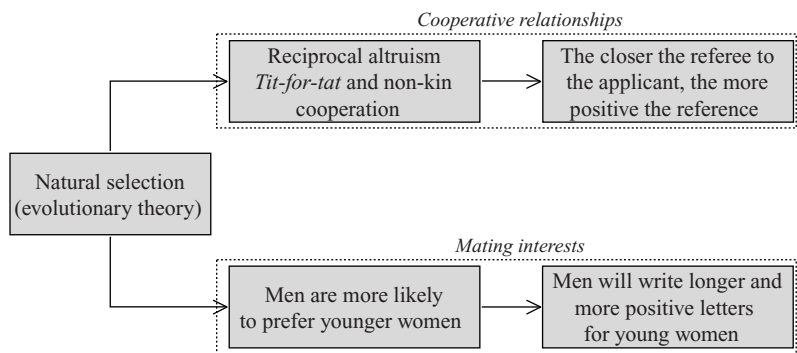 Cooperative relationships
Reciprocal altruism
Tit-for-tat and non-kin
cooperation
The closer the referee to
the applicant, the more
positive the reference
Natural selection
(evolutionary theory)
Mating interests
Men are more likely
to prefer younger women
Men will write longer and
more positive letters
for young women